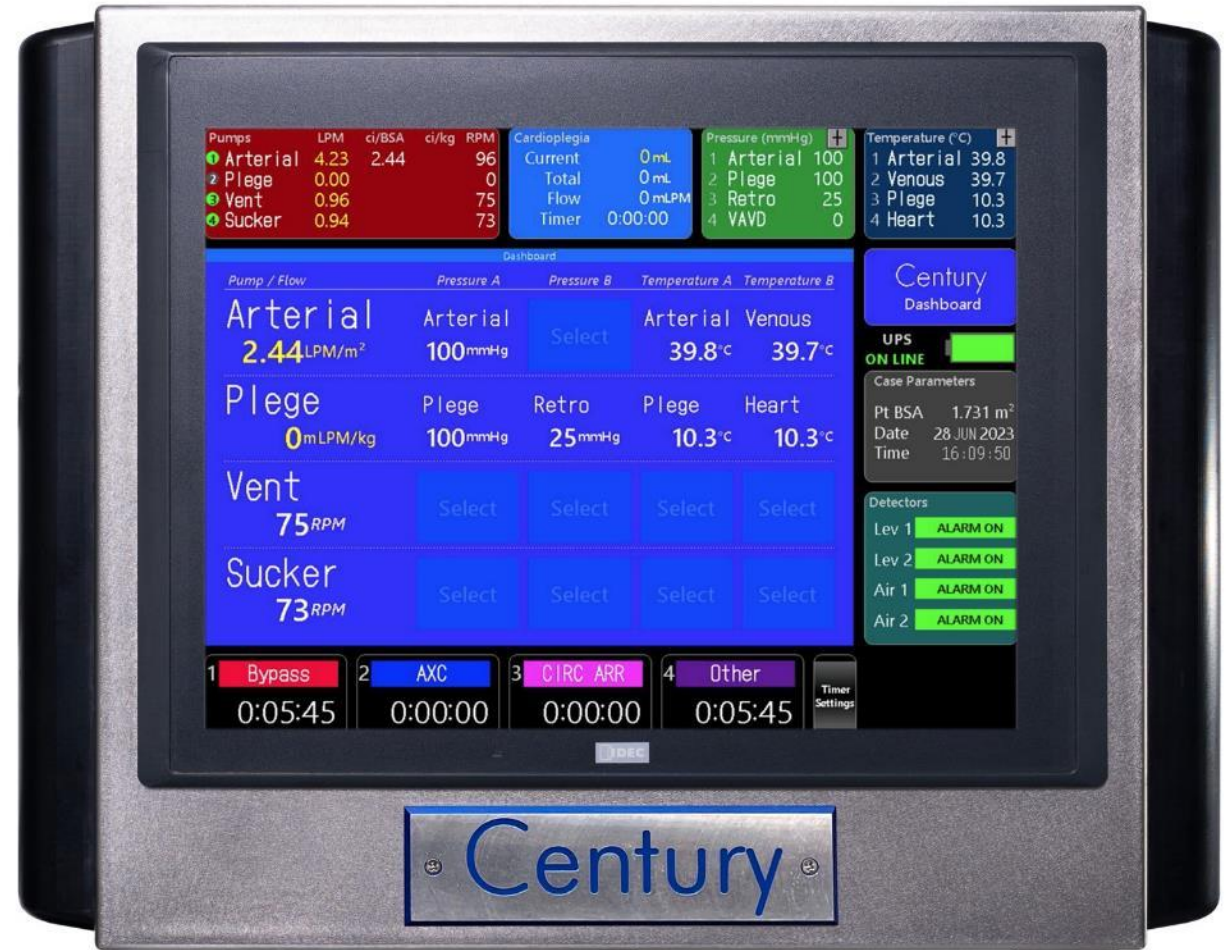 Pumps LPM ci/BSA ci/kg RPM
1 Arterial 4.23 2.44 96
2 Plege 0.00 0
3 Vent 0.96 75
4 Sucker 0.94 73
Cardioplegia
Current 0 mL
Total 0 mL
Flow 0 mLPM
Timer 0:00:00
Pressure (mmHg) +
1 Arterial 100
2 Plege 100
3 Retro 25
4 VAVD 0
Temperature (°C) +
1 Arterial 39.8
2 Venous 39.7
3 Plege 10.3
4 Heart 10.3
Dashboard
Pump / Flow Pressure A Pressure B Temperature A Temperature B
Arterial Arterial Select Arterial Venous
2.44 LPM/m² 100 mmHg 39.8 °C 39.7 °C
Plege Plege Retro Plege Heart
0 mLPM/kg 100 mmHg 25 mmHg 10.3 °C 10.3 °C
Vent Select Select Select Select
75 RPM
Sucker Select Select Select Select
73 RPM
Century
Dashboard
UPS
ON LINE
Case Parameters
Pt BSA 1.731 m²
Date 28 JUN 2023
Time 16:09:50
Detectors
Lev 1 ALARM ON
Lev 2 ALARM ON
Air 1 ALARM ON
Air 2 ALARM ON
1 Bypass
0:05:45
2 AXC
0:00:00
3 CIRC ARR
0:00:00
4 Other
0:05:45
Timer
Settings
IDEC
Century